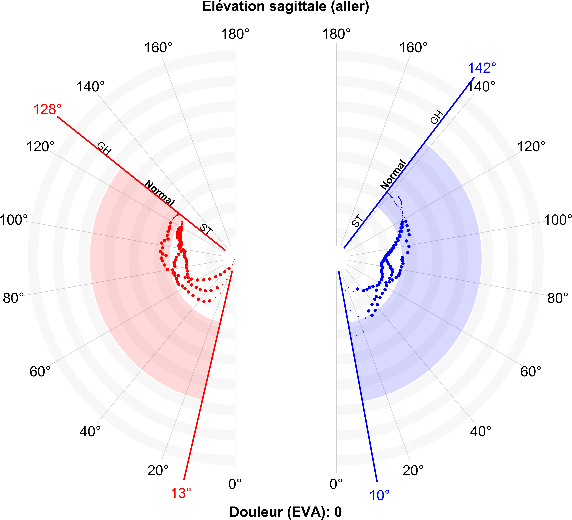 Elévation sagittale (aller)
180° 180°
160° 160°
142°
140° 140°
128°
GH GH
120° 120°
Normal Normal
ST ST
100° 100°
80° 80°
60° 60°
40° 40°
20° 20°
13° 0° 0° 10°
Douleur (EVA): 0